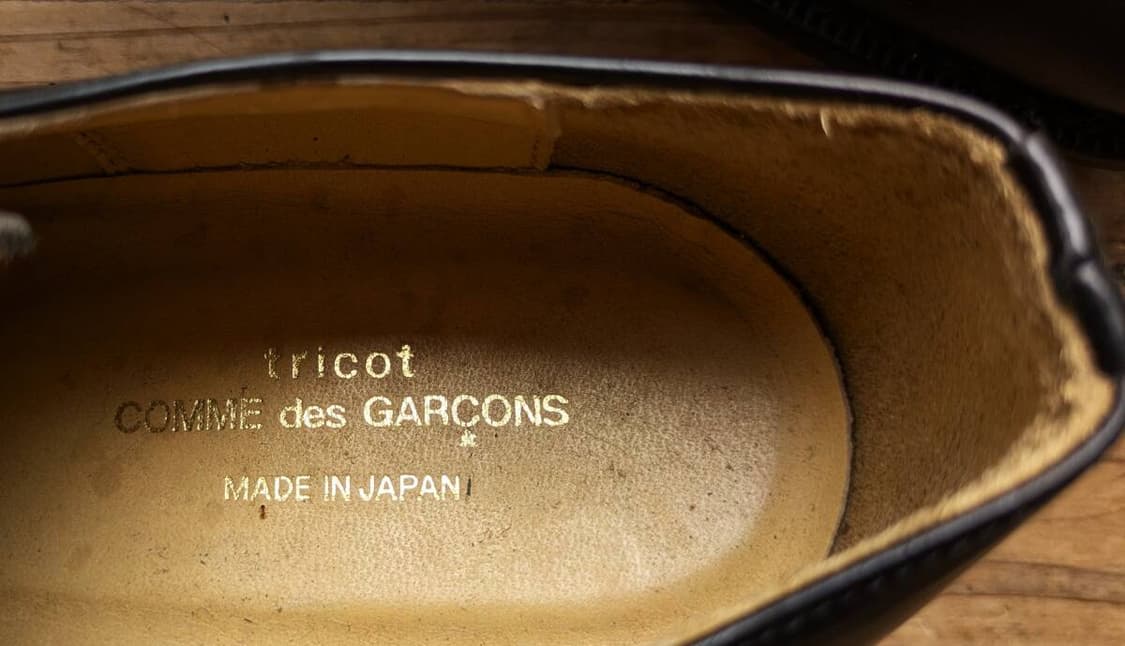 tricot
COMME des GARÇONS
MADE IN JAPAN